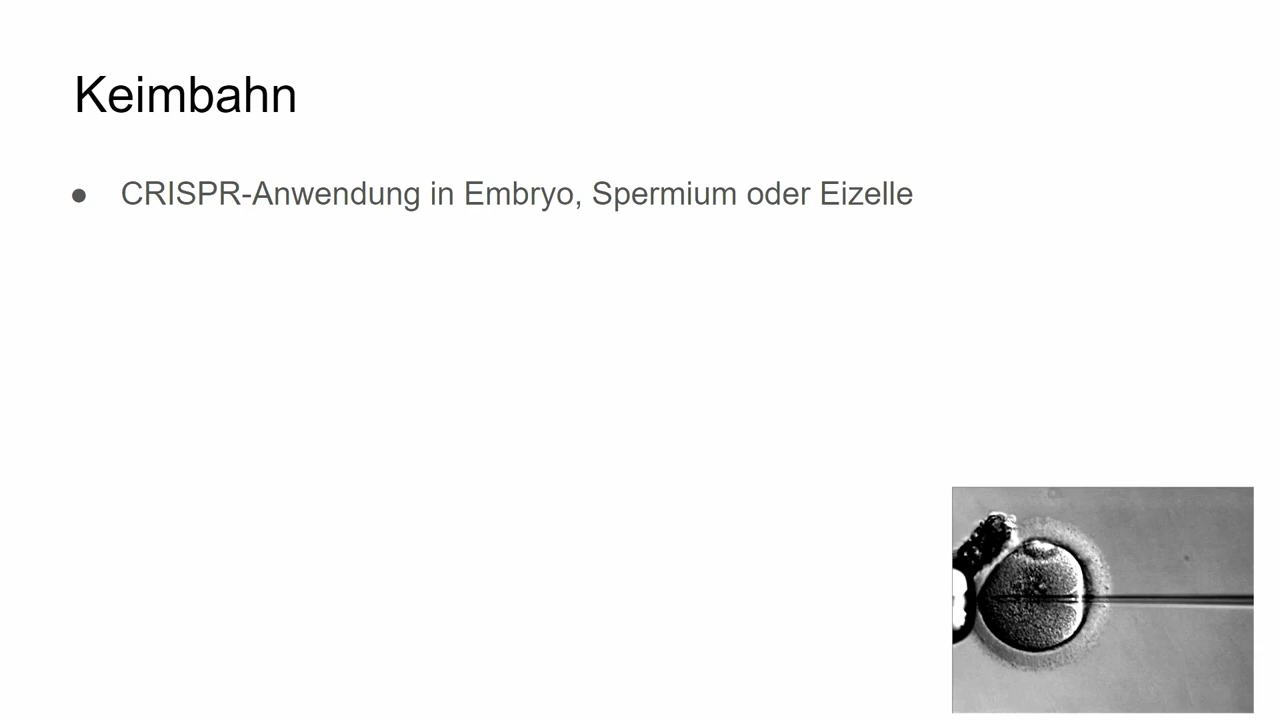 Keimbahn
● CRISPR-Anwendung in Embryo, Spermium oder Eizelle